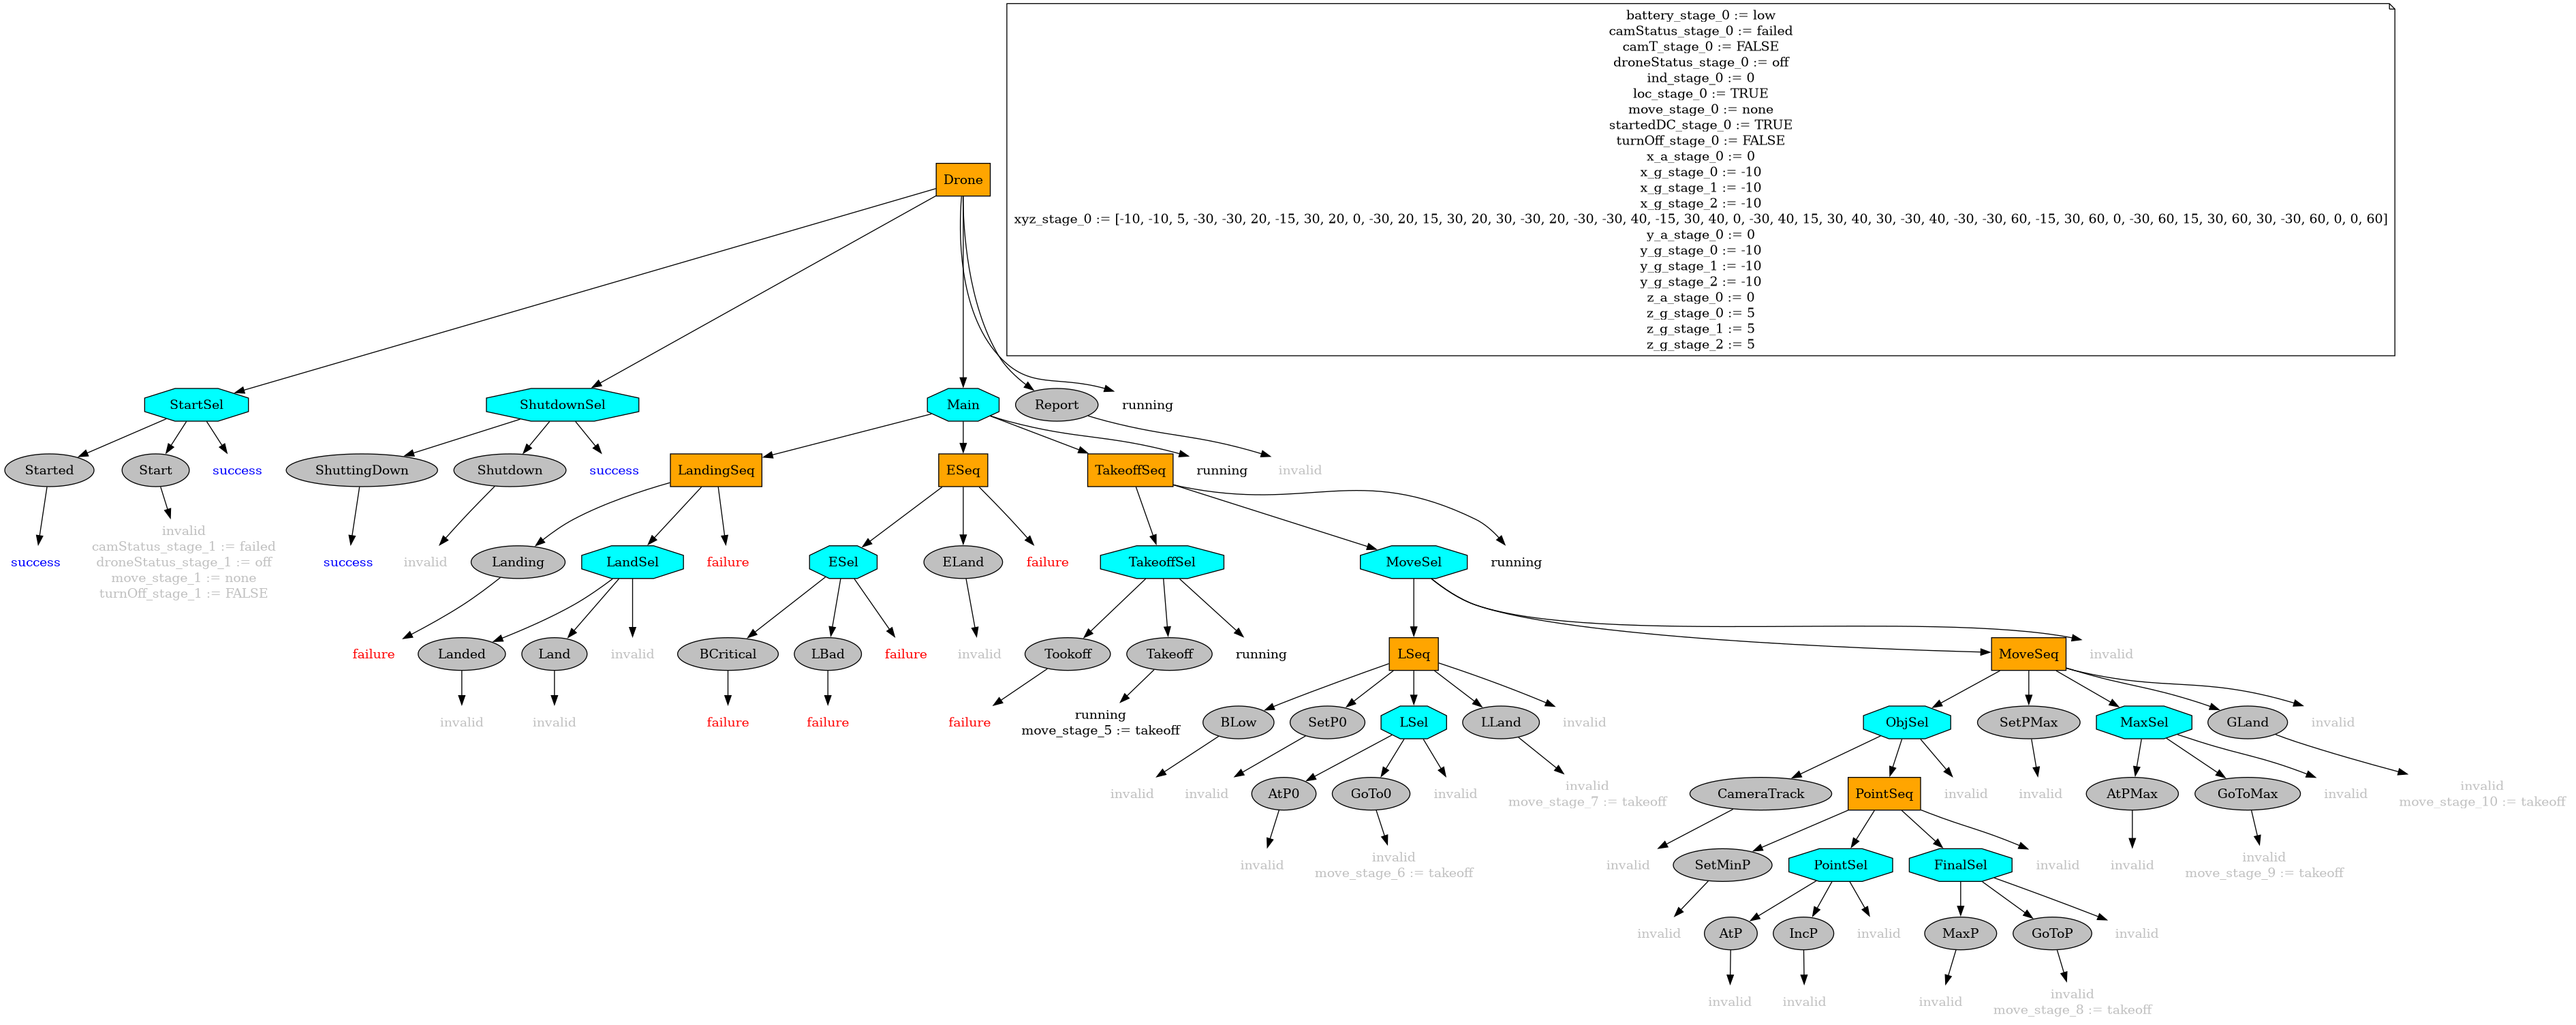 battery_stage_0 := low
camStatus_stage_0 := failed
camT_stage_0 := FALSE
droneStatus_stage_0 := off
ind_stage_0 := 0
loc_stage_0 := TRUE
move_stage_0 := none
startedDC_stage_0 := TRUE
turnOff_stage_0 := FALSE
x_a_stage_0 := 0
x_g_stage_0 := -10
x_g_stage_1 := -10
x_g_stage_2 := -10
xyz_stage_0 := [-10, -10, 5, -30, -30, 20, -15, 30, 20, 0, -30, 20, 15, 30, 20, 30, -30, 20, -30, -30, 40, -15, 30, 40, 0, -30, 40, 15, 30, 40, 30, -30, 40, -30, -30, 60, -15, 30, 60, 0, -30, 60, 15, 30, 60, 30, -30, 60, 0, 0, 60]
y_a_stage_0 := 0
y_g_stage_0 := -10
y_g_stage_1 := -10
y_g_stage_2 := -10
z_a_stage_0 := 0
z_g_stage_0 := 5
z_g_stage_1 := 5
z_g_stage_2 := 5
Drone
StartSel
ShutdownSel
Main
Report
running
Started
Start
success
ShuttingDown
Shutdown
success
LandingSeq
ESeq
TakeoffSeq
running
invalid
success
invalid
camStatus_stage_1 := failed
droneStatus_stage_1 := off
move_stage_1 := none
turnOff_stage_1 := FALSE
success
invalid
Landing
LandSel
failure
ESel
ELand
failure
TakeoffSel
MoveSel
running
failure
Landed
Land
invalid
BCritical
LBad
failure
invalid
Tookoff
Takeoff
running
LSeq
MoveSeq
invalid
invalid
invalid
failure
failure
failure
running
move_stage_5 := takeoff
BLow
SetP0
LSel
LLand
invalid
ObjSel
SetPMax
MaxSel
GLand
invalid
invalid
invalid
AtP0
GoTo0
invalid
invalid
move_stage_7 := takeoff
CameraTrack
PointSeq
invalid
invalid
AtPMax
GoToMax
invalid
invalid
move_stage_10 := takeoff
invalid
invalid
move_stage_6 := takeoff
invalid
SetMinP
PointSel
FinalSel
invalid
invalid
invalid
move_stage_9 := takeoff
invalid
AtP
IncP
invalid
MaxP
GoToP
invalid
invalid
invalid
invalid
invalid
move_stage_8 := takeoff